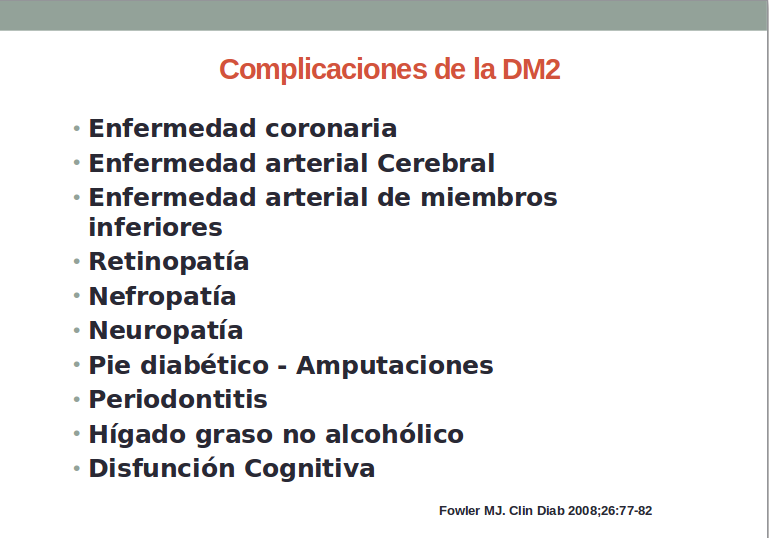 Complicaciones de la DM2
• Enfermedad coronaria
• Enfermedad arterial Cerebral
• Enfermedad arterial de miembros
inferiores
• Retinopatía
• Nefropatía
• Neuropatía
• Pie diabético - Amputaciones
• Periodontitis
• Hígado graso no alcohólico
• Disfunción Cognitiva
Fowler MJ. Clin Diab 2008;26:77-82